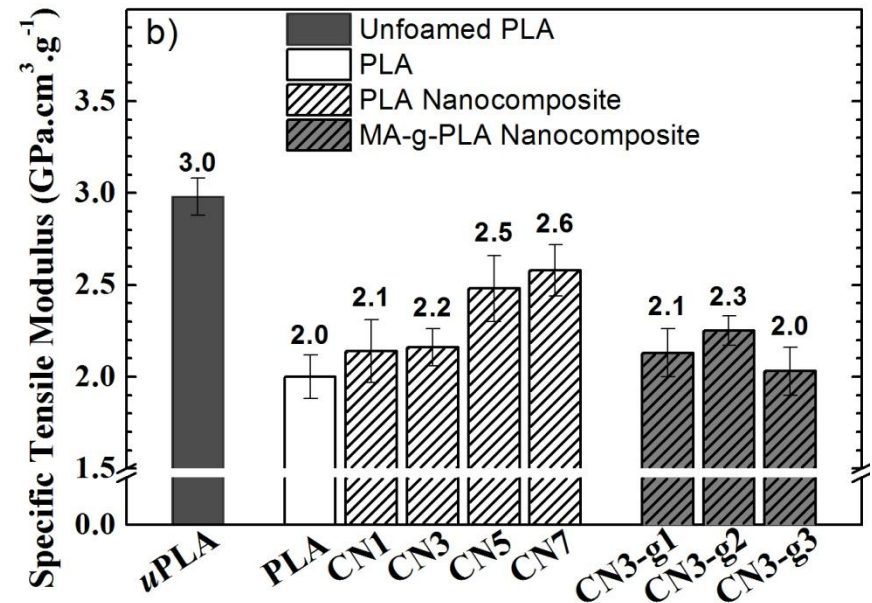 b)
Unfoamed PLA
PLA
PLA Nanocomposite
MA-g-PLA Nanocomposite
Specific Tensile Modulus (GPa.cm³.g⁻¹)
3.5
3.0
2.5
2.0
1.5
0.0
3.0
2.0
2.1
2.2
2.5
2.6
2.1
2.3
2.0
uPLA
PLA
CN1
CN3
CN5
CN7
CN3-g1
CN3-g2
CN3-g3